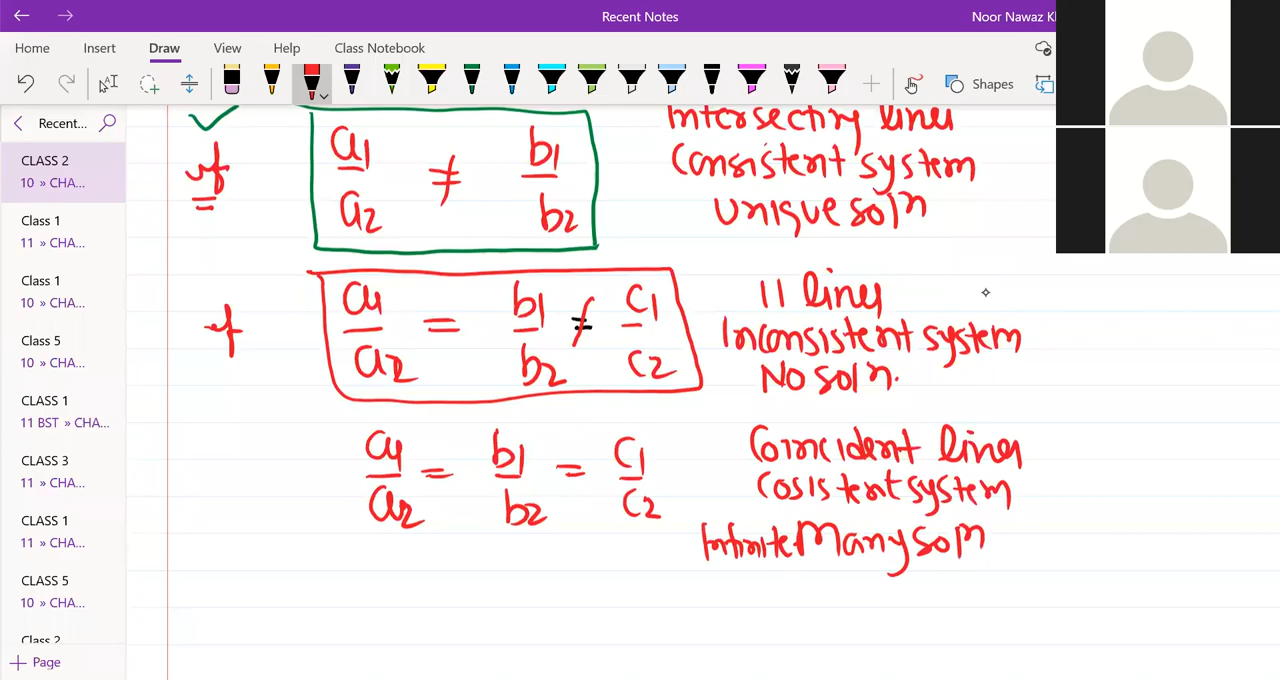 Recent Notes
Noor Nawaz Kh
Home Insert Draw View Help Class Notebook
Shapes
Recent...
CLASS 2
10 » CHA...
Class 1
11 » CHA...
Class 1
10 » CHA...
Class 5
10 » CHA...
CLASS 1
11 BST » CHA...
CLASS 3
11 » CHA...
CLASS 1
11 » CHA...
CLASS 5
10 » CHA...
Class 2
Page
if a1/a2 ≠ b1/b2
Intersecting lines
Consistent system
Unique soln
if a1/a2 = b1/b2 ≠ c1/c2
11 lines
Inconsistent system
No soln.
a1/a2 = b1/b2 = c1/c2
Coincident lines
Cosistent system
Infinite Many soln